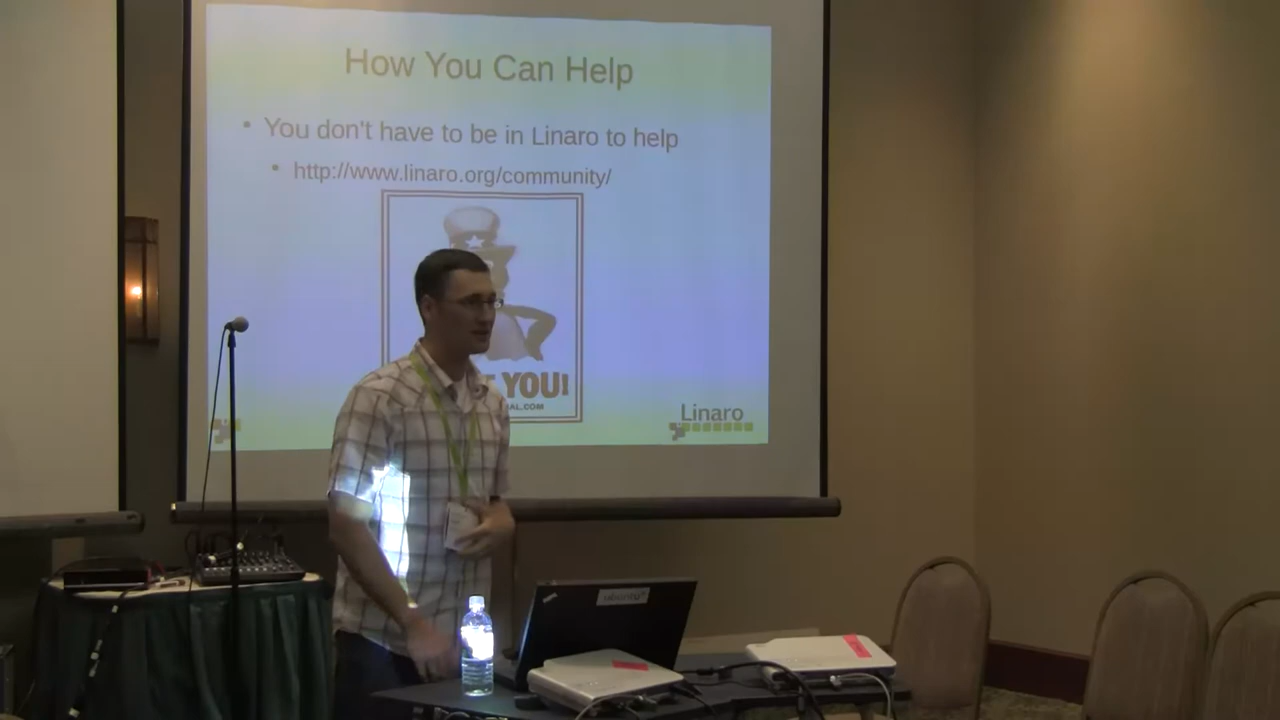 How You Can Help
• You don't have to be in Linaro to help
• http://www.linaro.org/community/
YOU!
Linaro
ubuntu